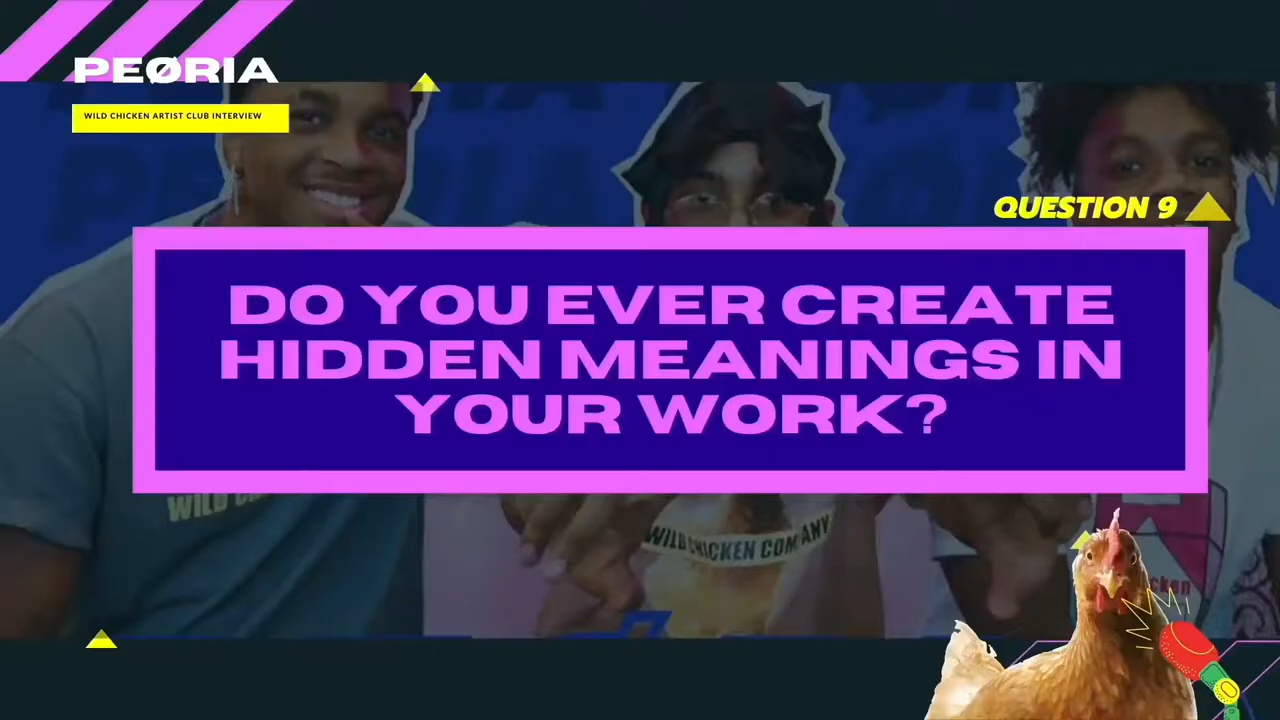 PEØRIA
WILD CHICKEN ARTIST CLUB INTERVIEW
QUESTION 9
DO YOU EVER CREATE
HIDDEN MEANINGS IN
YOUR WORK?
WILD
WILD CHICKEN COMPANY